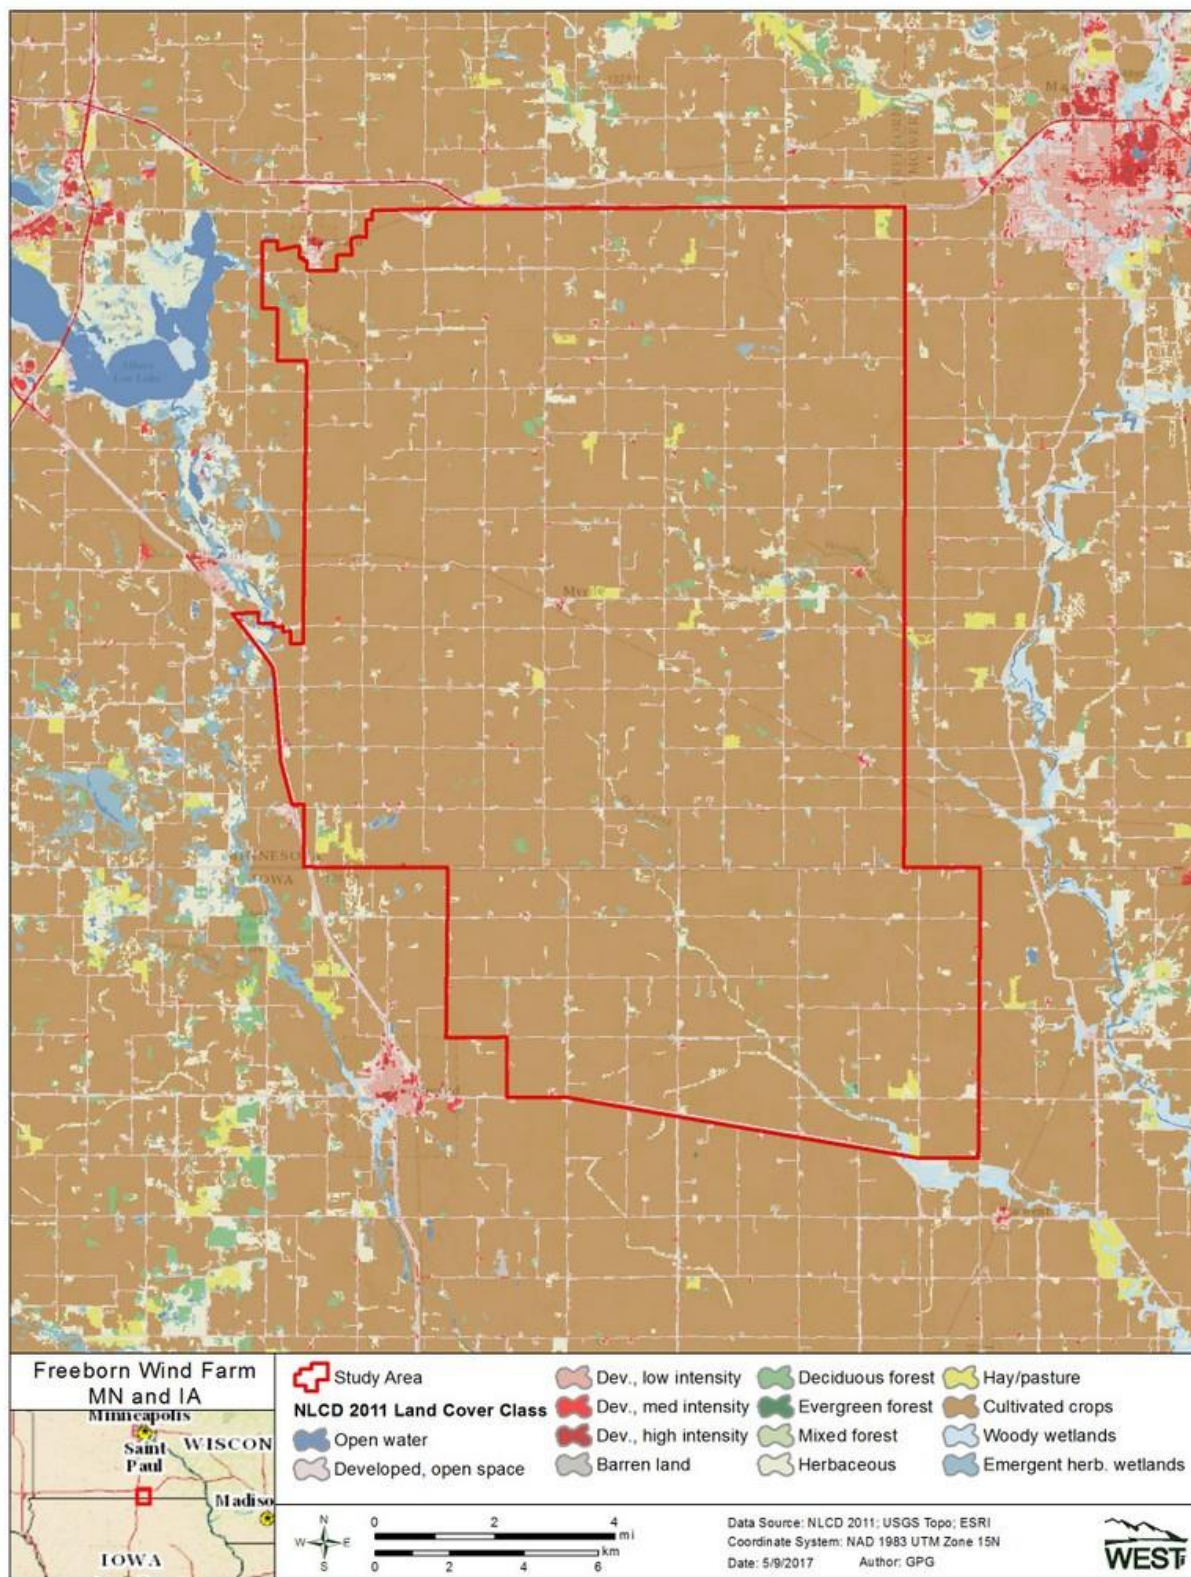 Albert
Lea Lake
MINNESOTA
IOWA
Freeborn Wind Farm
MN and IA
Minneapolis
Saint
Paul
WISCON
Madiso
IOWA
Study Area
NLCD 2011 Land Cover Class
Open water
Developed, open space
Dev., low intensity
Dev., med intensity
Dev., high intensity
Barren land
Deciduous forest
Evergreen forest
Mixed forest
Herbaceous
Hay/pasture
Cultivated crops
Woody wetlands
Emergent herb. wetlands
N
W E
S
0 2 4
mi
km
0 2 4 6
Data Source: NLCD 2011; USGS Topo; ESRI
Coordinate System: NAD 1983 UTM Zone 15N
Date: 5/9/2017 Author: GPG
WEST